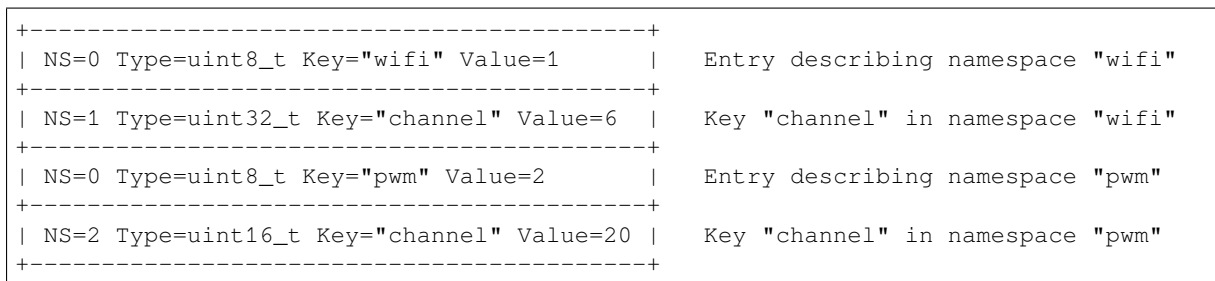 +-------------------------------------------+
| NS=0 Type=uint8_t Key="wifi" Value=1      |   Entry describing namespace "wifi"
+-------------------------------------------+
| NS=1 Type=uint32_t Key="channel" Value=6  |   Key "channel" in namespace "wifi"
+-------------------------------------------+
| NS=0 Type=uint8_t Key="pwm" Value=2       |   Entry describing namespace "pwm"
+-------------------------------------------+
| NS=2 Type=uint16_t Key="channel" Value=20 |   Key "channel" in namespace "pwm"
+-------------------------------------------+